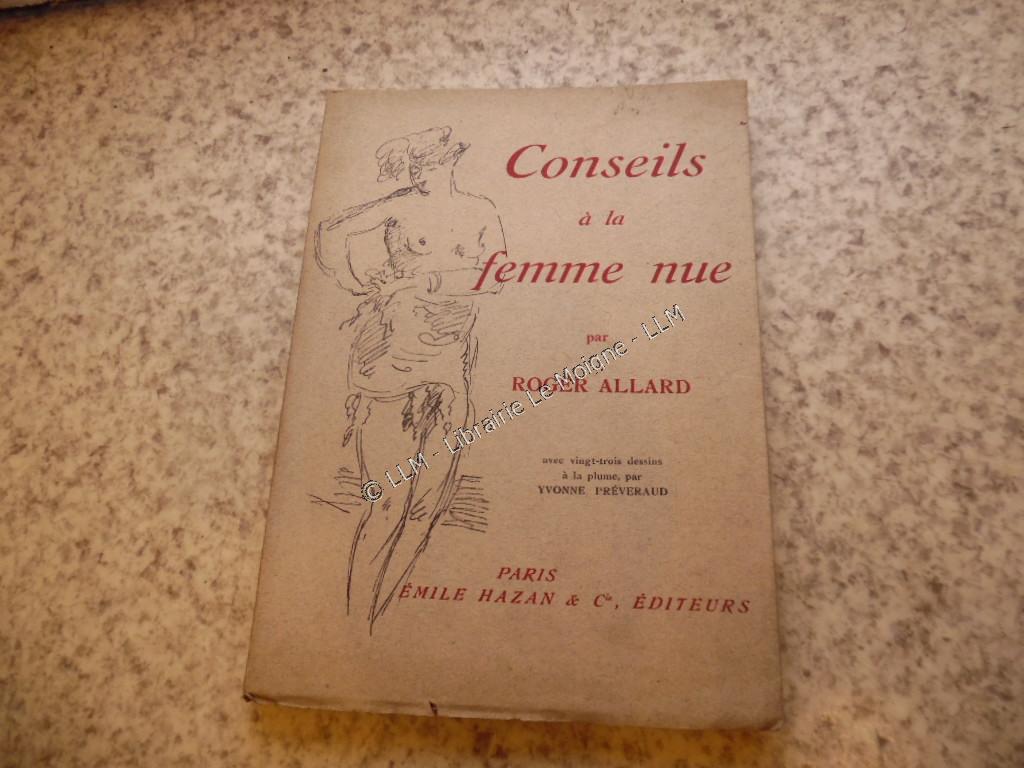 Conseils
à la
femme nue
par
ROGER ALLARD
avec vingt-trois dessins
à la plume, par
YVONNE PRÉVERAUD
PARIS
ÉMILE HAZAN & Cie, ÉDITEURS
© LLM - Librairie Le Moigne - LLM